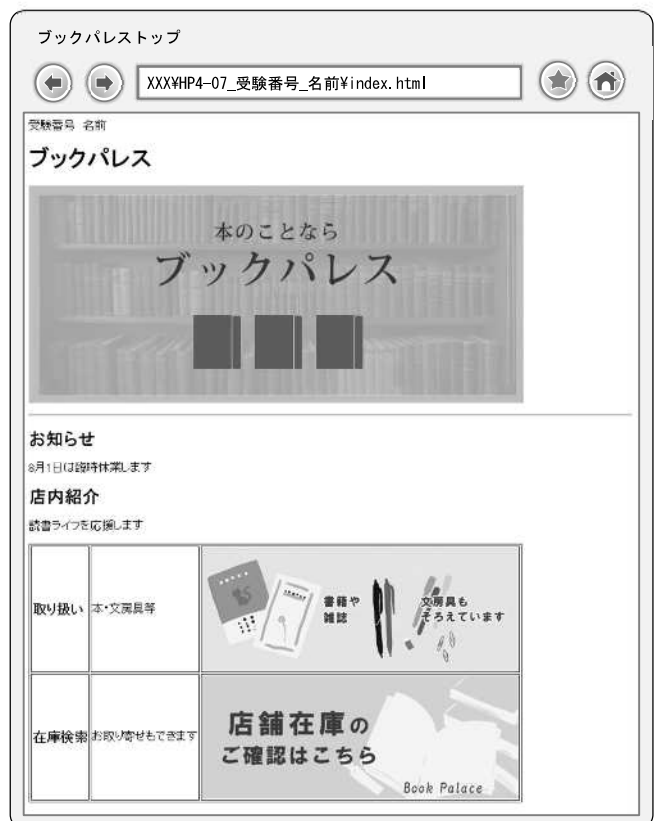 ブックパレストップ
XXX¥HP4-07_受験番号_名前¥index.html
受験番号 名前
ブックパレス
本のことなら
ブックパレス
お知らせ
8月1日は臨時休業します
店内紹介
読書ライフを応援します
取り扱い 本・文房具等
書籍や
雑誌
文房具も
そろえています
在庫検索 お取り寄せもできます
店舗在庫の
ご確認はこちら
Book Palace